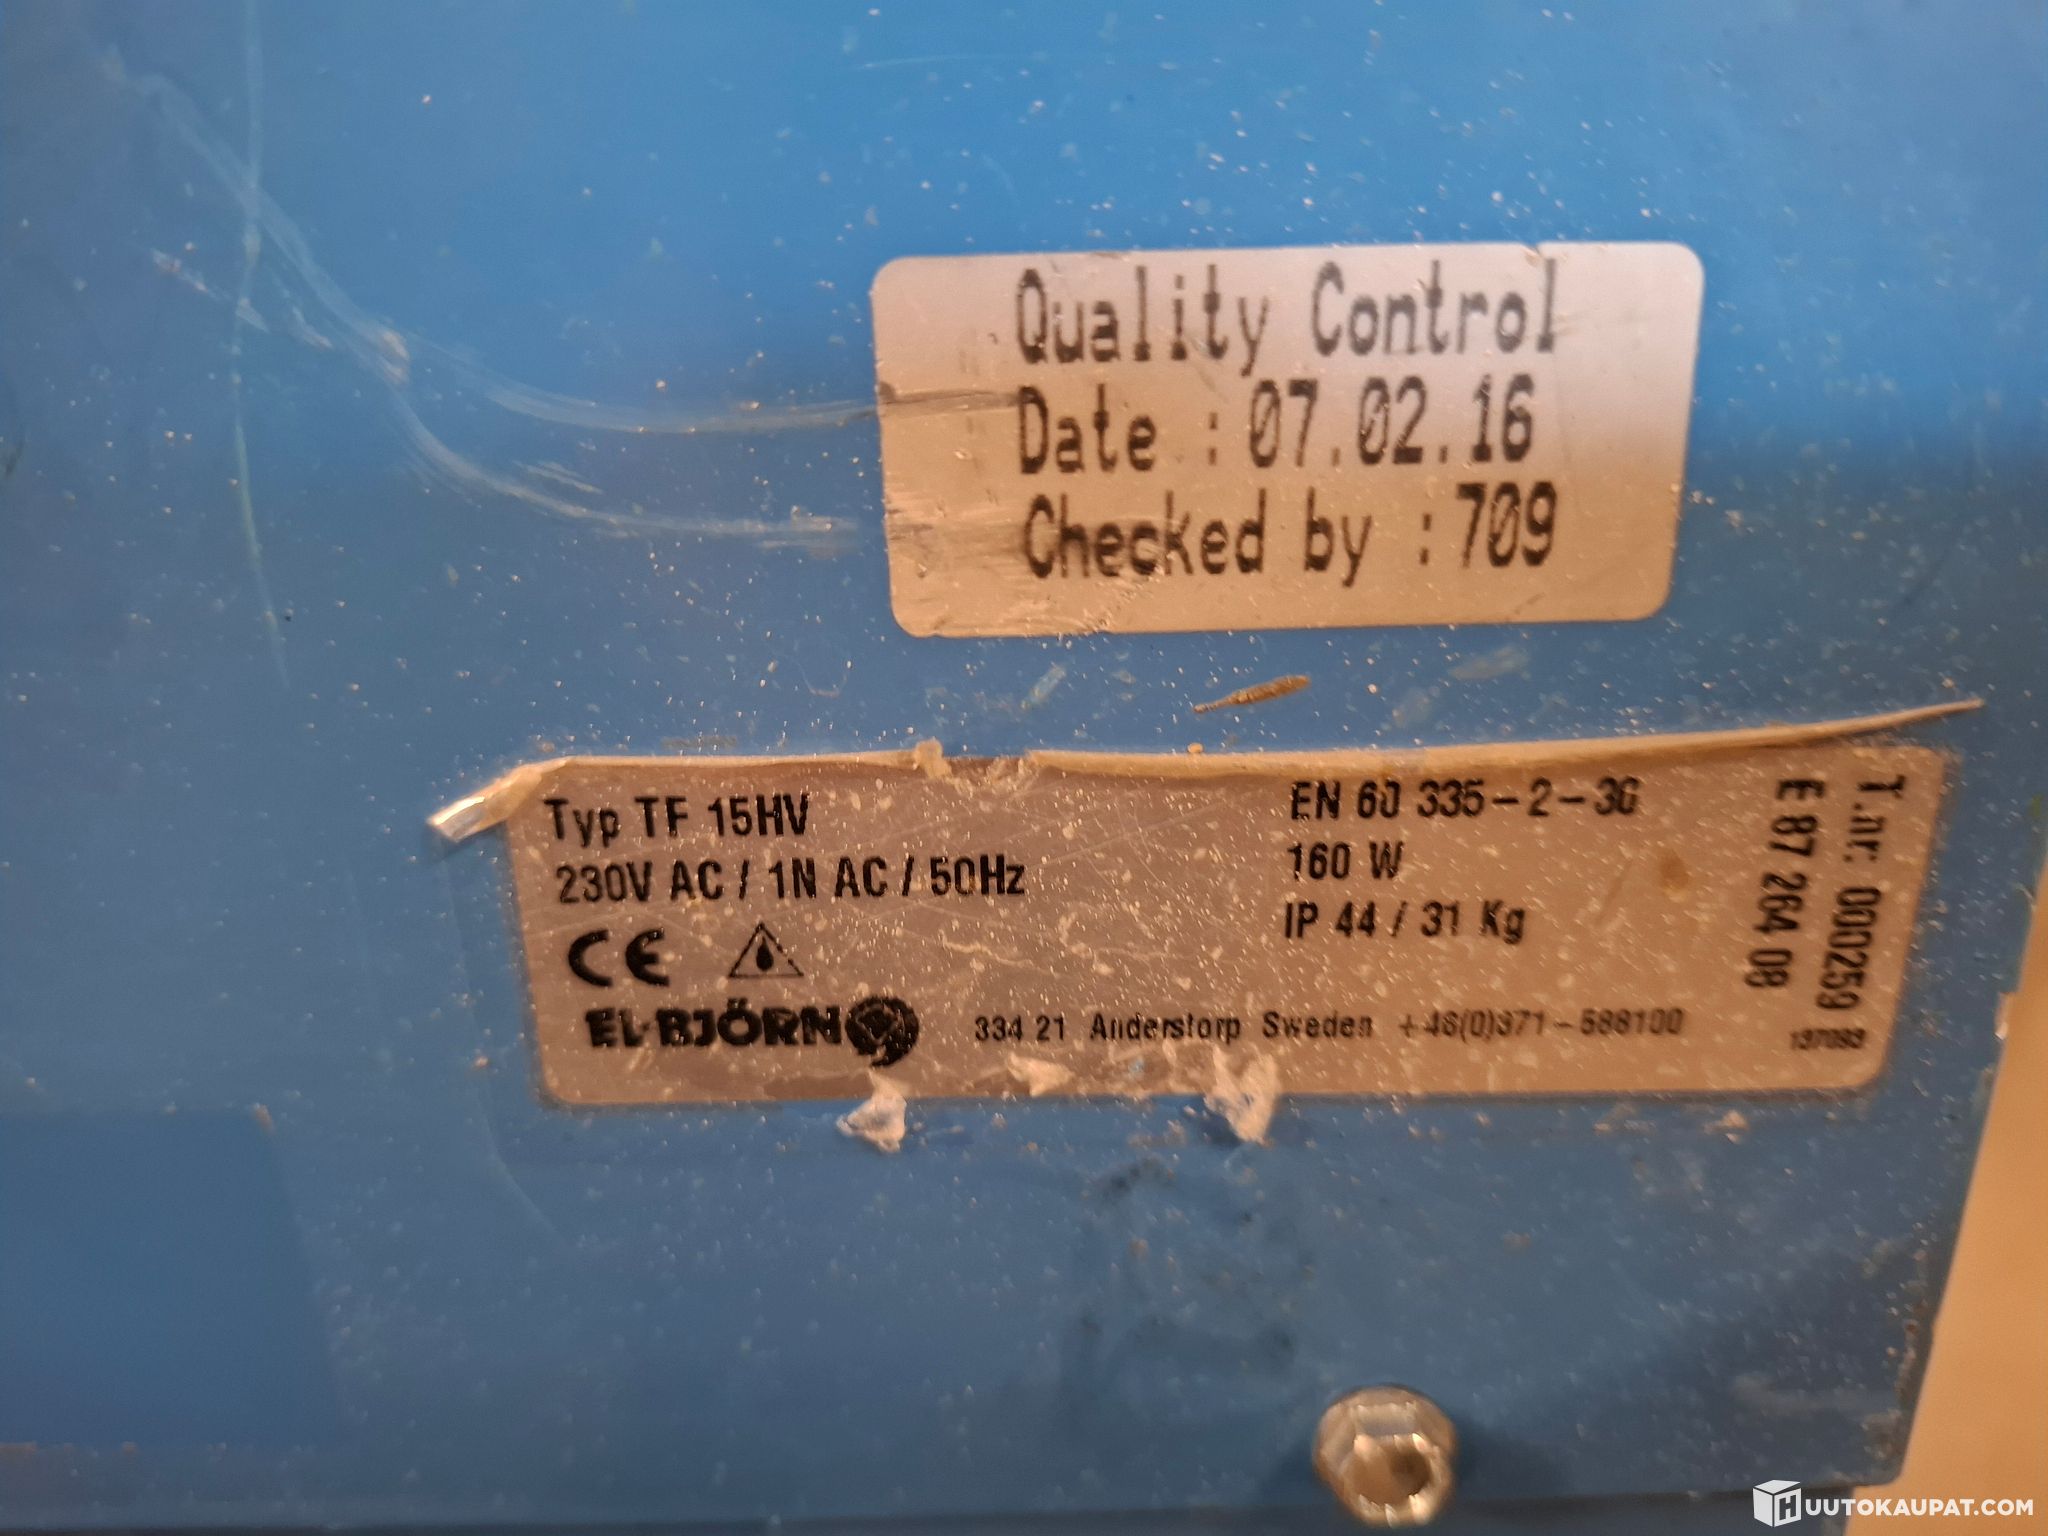 Quality Control
Date : 07.02.16
Checked by : 709
Typ TF 15HV
230V AC / 1N AC / 50Hz
CE
EL-BJÖRN
EN 60 335-2-30
160 W
IP 44 / 31 Kg
334 21 Anderstorp Sweden +46(0)371-588100
T.nr: 000259
E 87 264 08
137093
HUUTOKAUPAT.COM